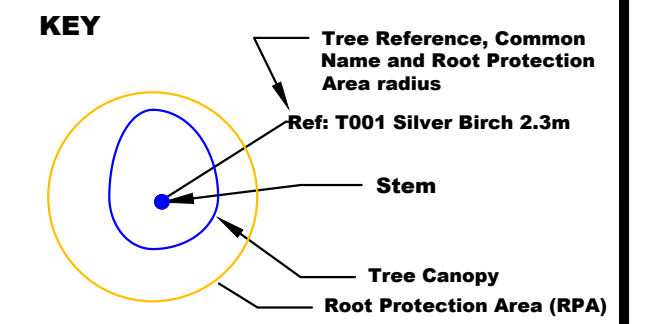 KEY
Tree Reference, Common
Name and Root Protection
Area radius
Ref: T001 Silver Birch 2.3m
Stem
Tree Canopy
Root Protection Area (RPA)